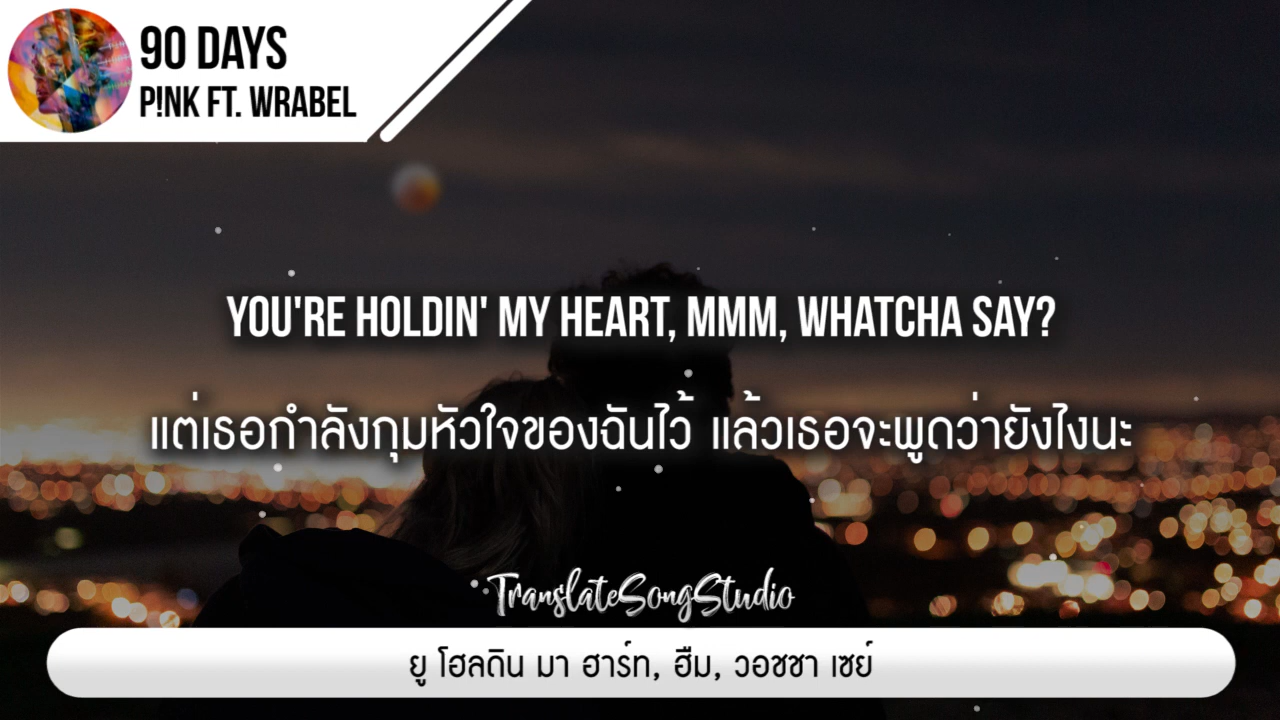 90 DAYS
P!NK FT. WRABEL
YOU'RE HOLDIN' MY HEART, MMM, WHATCHA SAY?
แต่เธอกำลังกุมหัวใจของฉันไว้ แล้วเธอจะพูดว่ายังไงนะ
TranslateSongStudio
ยู โฮลดิน มา ฮาร์ท, ฮืม, วอชชา เซย์